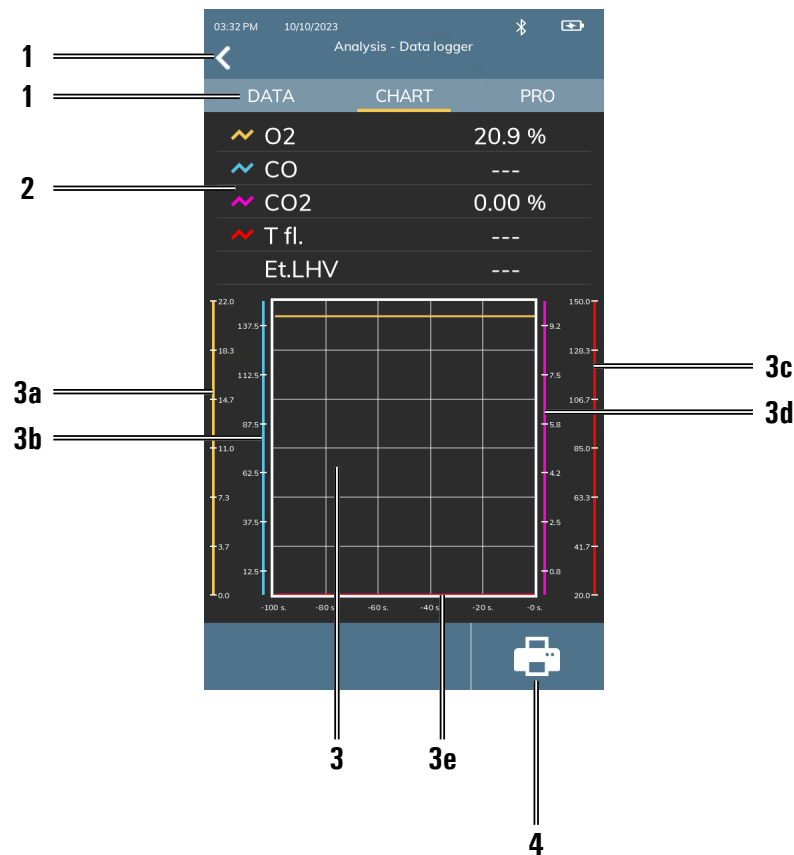 03:32 PM 10/10/2023
Analysis - Data logger
1
1 DATA CHART PRO
O2 20.9 %
CO ---
2
CO2 0.00 %
T fl. ---
Et.LHV ---
22.0 150.0
137.5 9.2
18.3 128.3
3c
112.5 7.5
3a 14.7 106.7
3d
87.5 5.8
3b 11.0 85.0
62.5 4.2
7.3 63.3
37.5 2.5
3.7 41.7
12.5 0.8
0.0 20.0
-100 s. -80 s. -60 s. -40 s. -20 s. -0 s.
3 3e
4